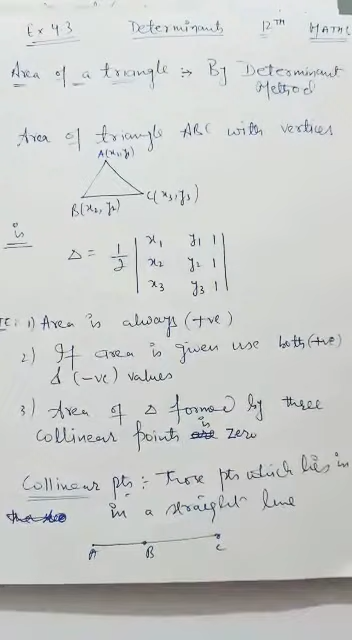 Ex 4.3 Determinants 12TH MATHS
Area of a triangle :- By Determinant
Method
Area of triangle ABC with vertices
A(x₁,y₁)
B(x₂, y₂) C(x₃, y₃)
is
Δ = 1/2 | x₁ y₁ 1 |
| x₂ y₂ 1 |
| x₃ y₃ 1 |
TE: 1) Area is always (+ve)
2) If area is given use both (+ve)
& (-ve) values
3) Area of Δ formed by three
collinear points is zero
Collinear pts :- Those pts which lies in
in a straight line
A B C